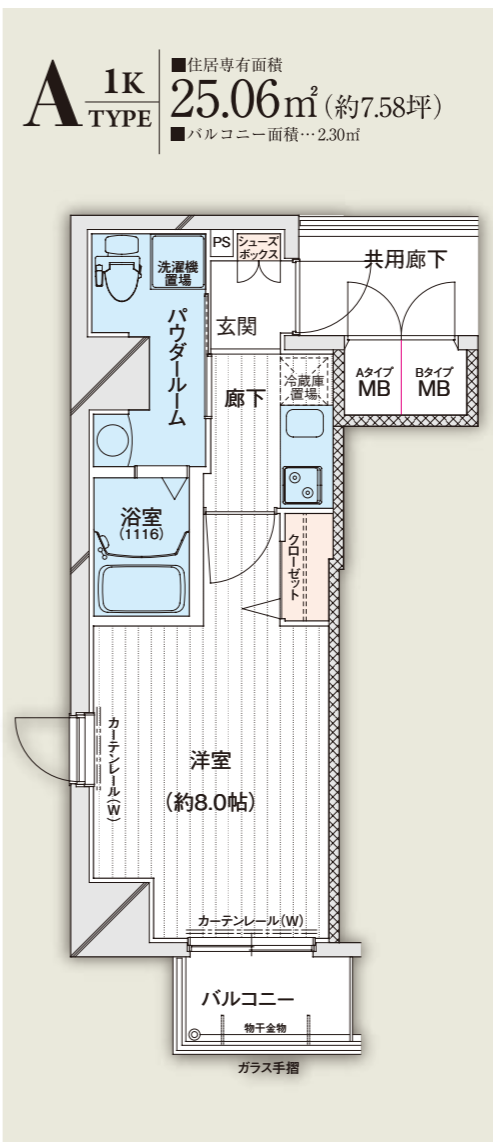 A 1K TYPE
■住居専有面積
25.06㎡(約7.58坪)
■バルコニー面積…2.30㎡
PS
シューズ
ボックス
洗濯機
置場
共用廊下
玄関
パウダールーム
Aタイプ
MB
Bタイプ
MB
冷蔵庫
置場
廊下
浴室
(1116)
クローゼット
カーテンレール(W)
洋室
(約8.0帖)
カーテンレール(W)
バルコニー
物干金物
ガラス手摺